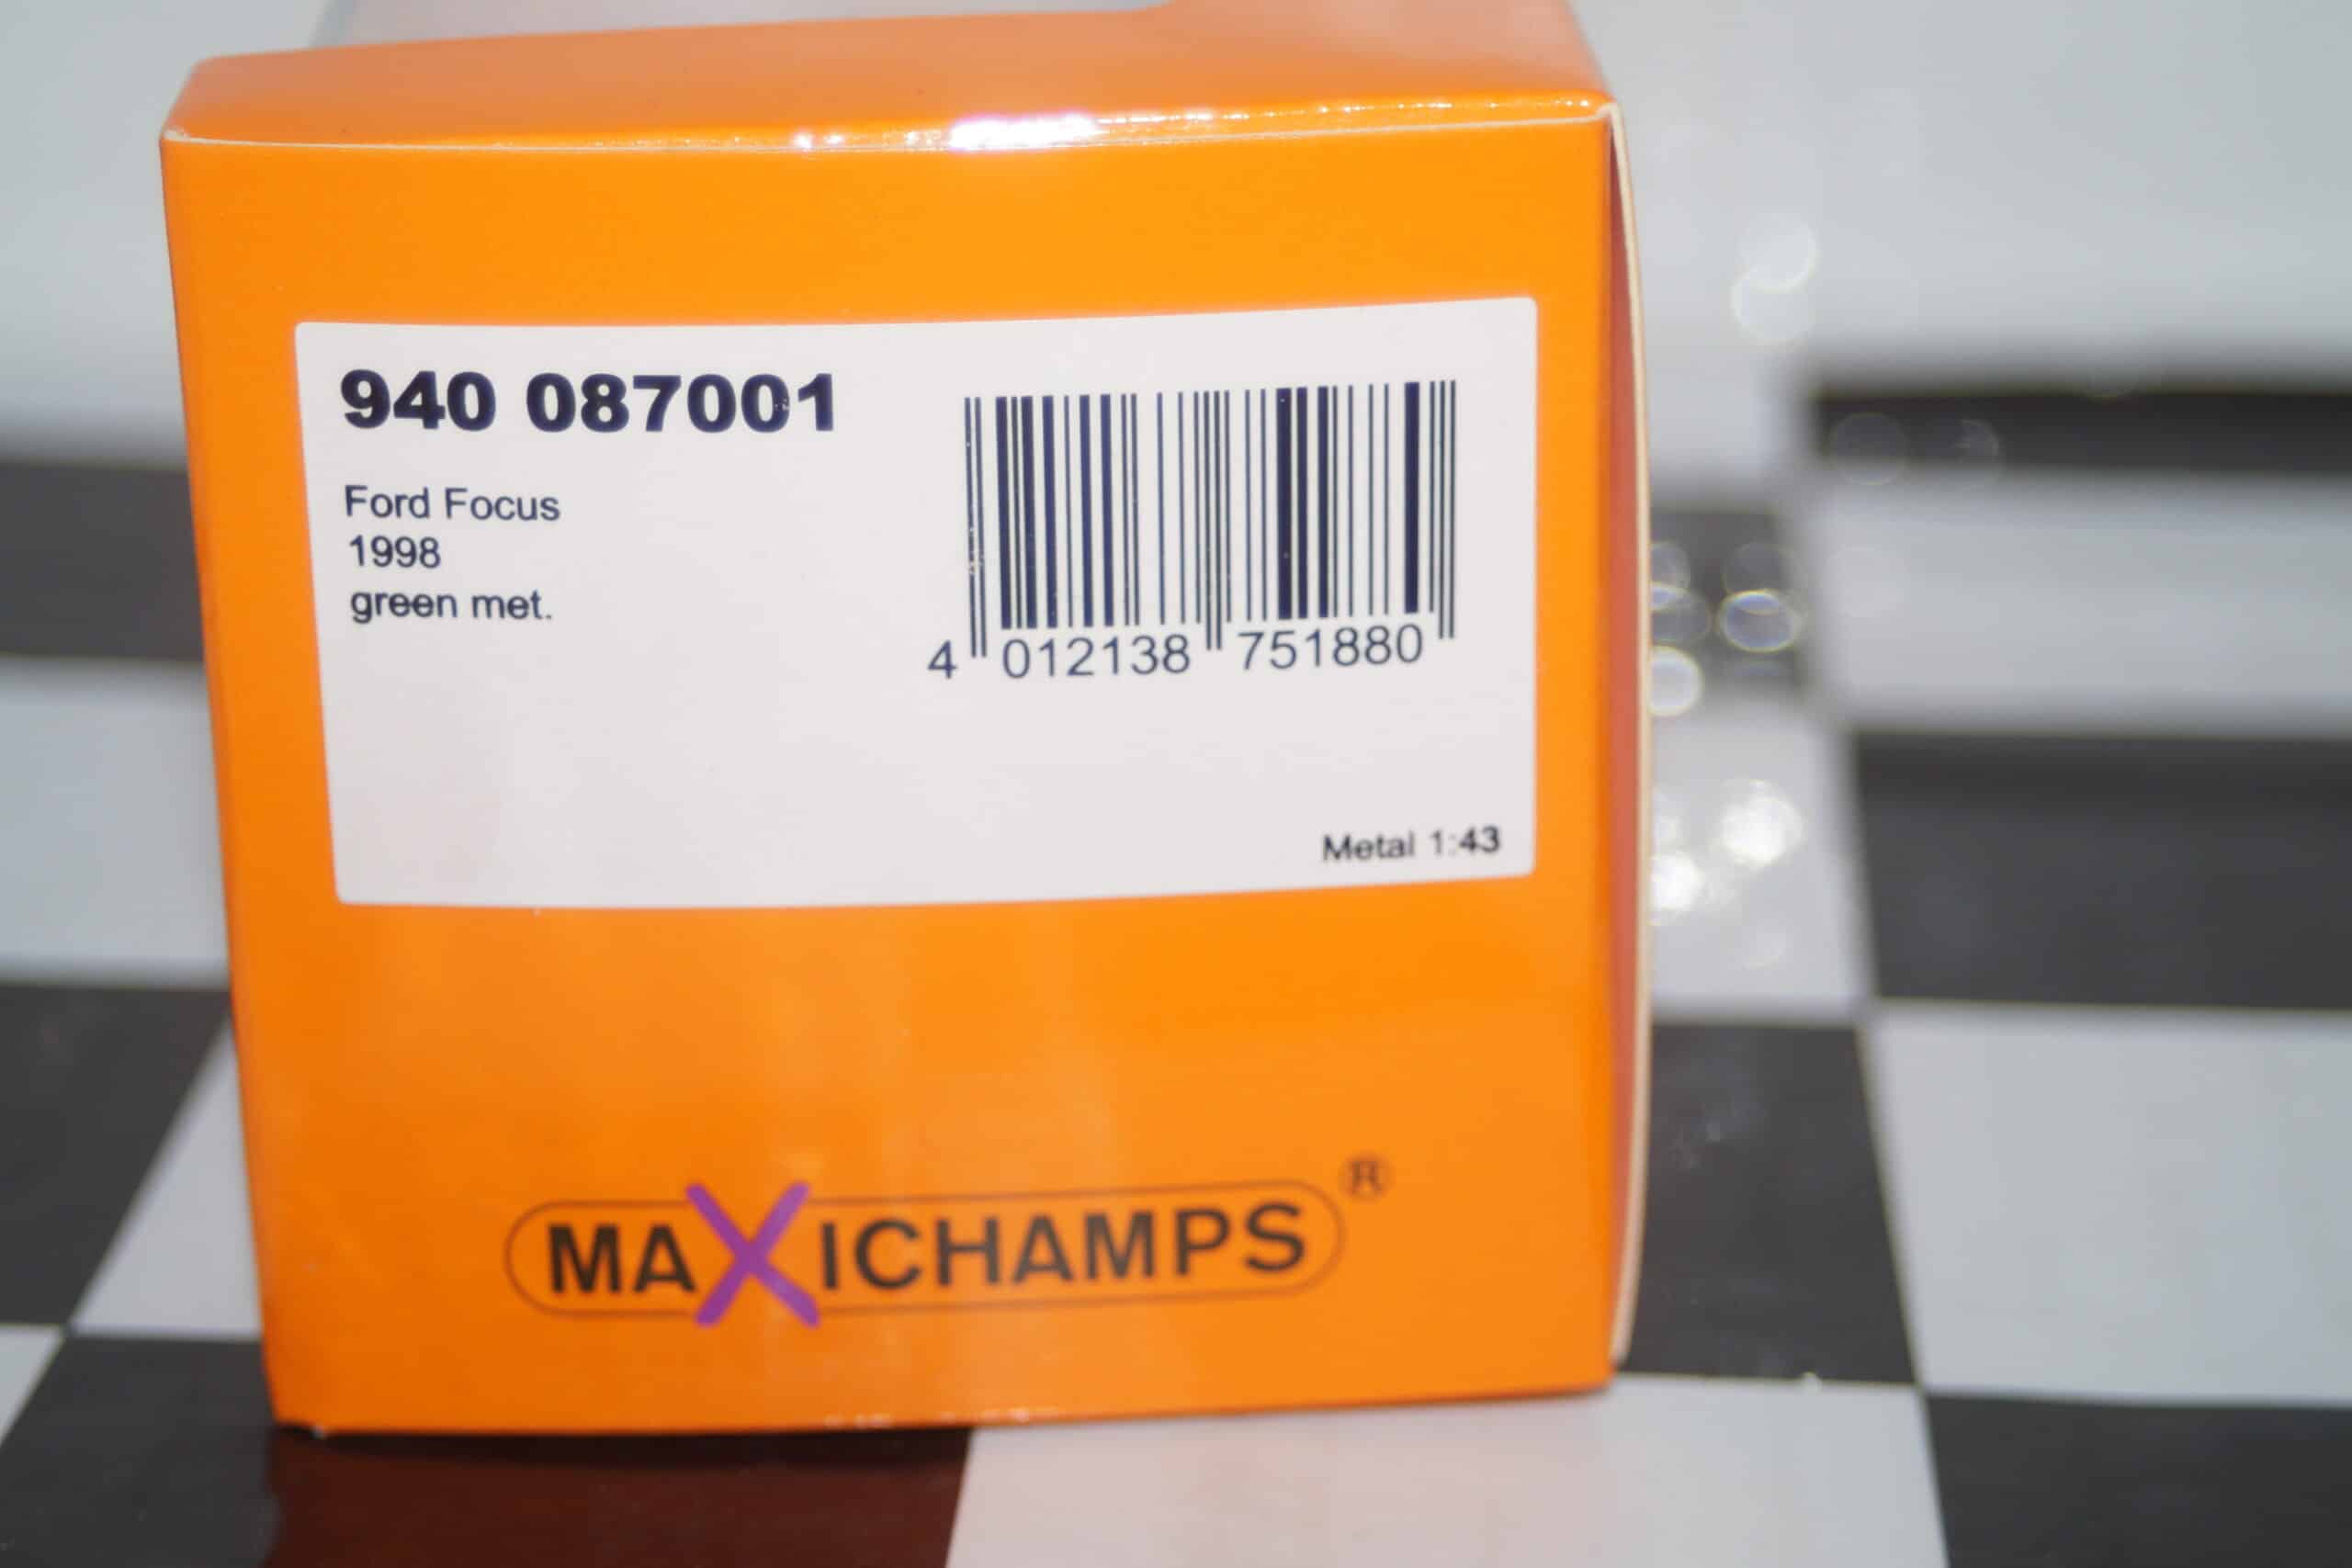 940 087001
Ford Focus
1998
green met.
4 012138 751880
Metal 1:43
MAXICHAMPS ®